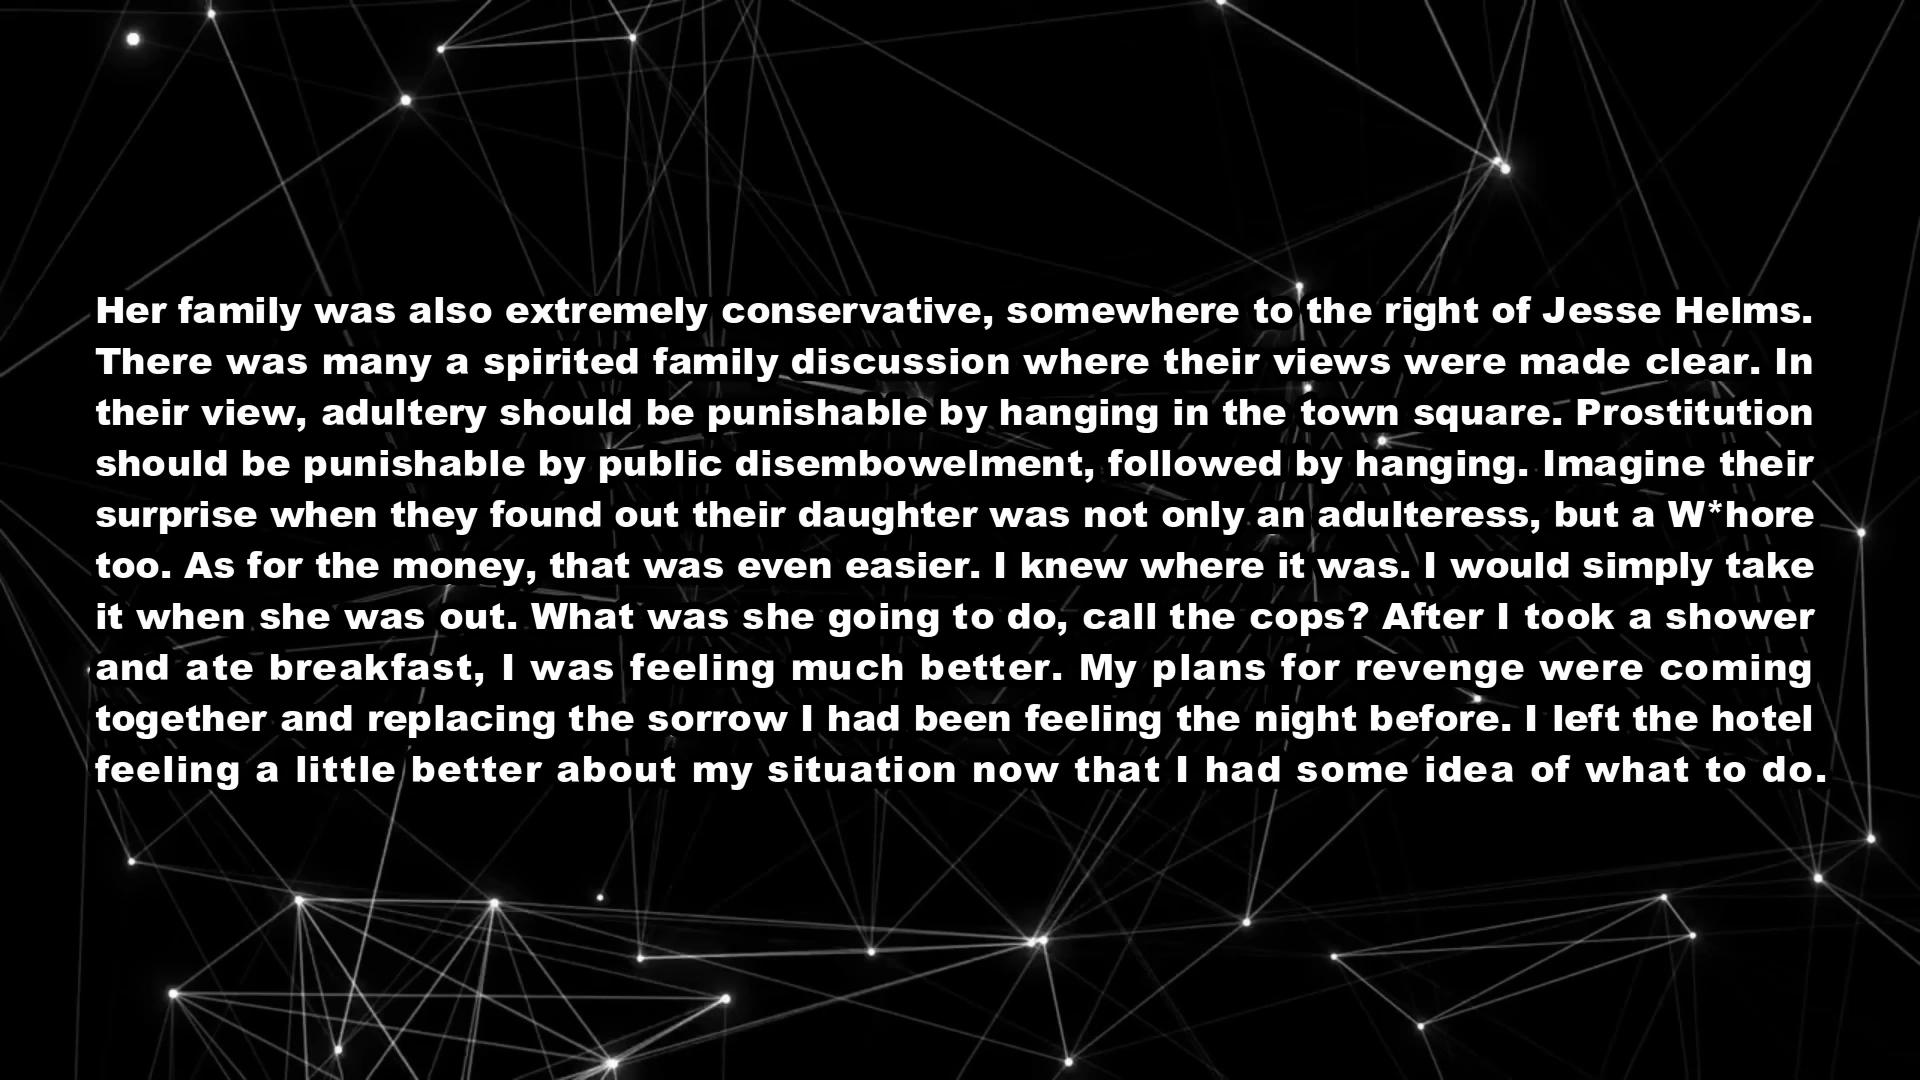 Her family was also extremely conservative, somewhere to the right of Jesse Helms.
There was many a spirited family discussion where their views were made clear. In
their view, adultery should be punishable by hanging in the town square. Prostitution
should be punishable by public disembowelment, followed by hanging. Imagine their
surprise when they found out their daughter was not only an adulteress, but a W*hore
too. As for the money, that was even easier. I knew where it was. I would simply take
it when she was out. What was she going to do, call the cops? After I took a shower
and ate breakfast, I was feeling much better. My plans for revenge were coming
together and replacing the sorrow I had been feeling the night before. I left the hotel
feeling a little better about my situation now that I had some idea of what to do.